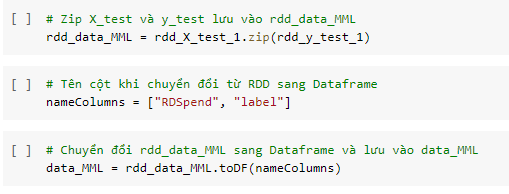 [ ] # Zip X_test và y_test lưu vào rdd_data_MML
rdd_data_MML = rdd_X_test_1.zip(rdd_y_test_1)
[ ] # Tên cột khi chuyển đổi từ RDD sang Dataframe
nameColumns = ["RDSpend", "label"]
[ ] # Chuyển đổi rdd_data_MML sang Dataframe và lưu vào data_MML
data_MML = rdd_data_MML.toDF(nameColumns)